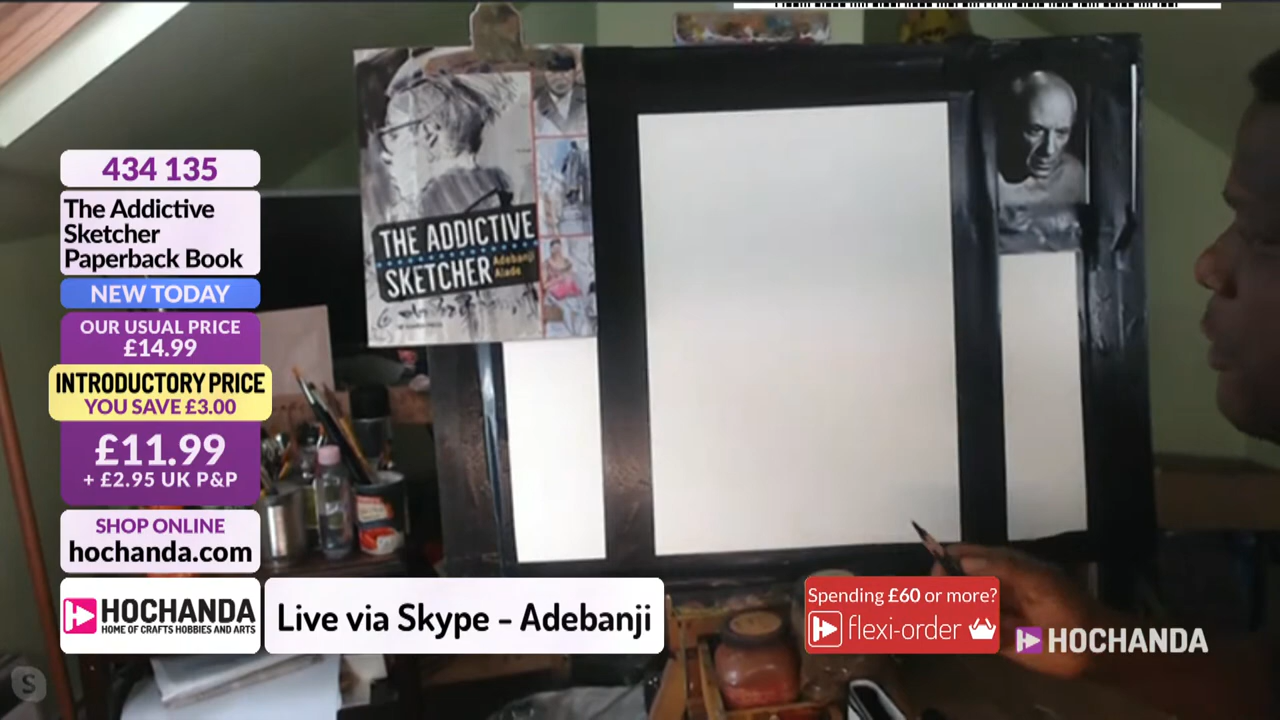 434 135
The Addictive
Sketcher
Paperback Book
NEW TODAY
OUR USUAL PRICE
£14.99
INTRODUCTORY PRICE
YOU SAVE £3.00
£11.99
+ £2.95 UK P&P
SHOP ONLINE
hochanda.com
HOCHANDA
HOME OF CRAFTS HOBBIES AND ARTS
Live via Skype - Adebanji
THE ADDICTIVE
SKETCHER
Adebanji
Alade
Spending £60 or more?
flexi-order
HOCHANDA
S